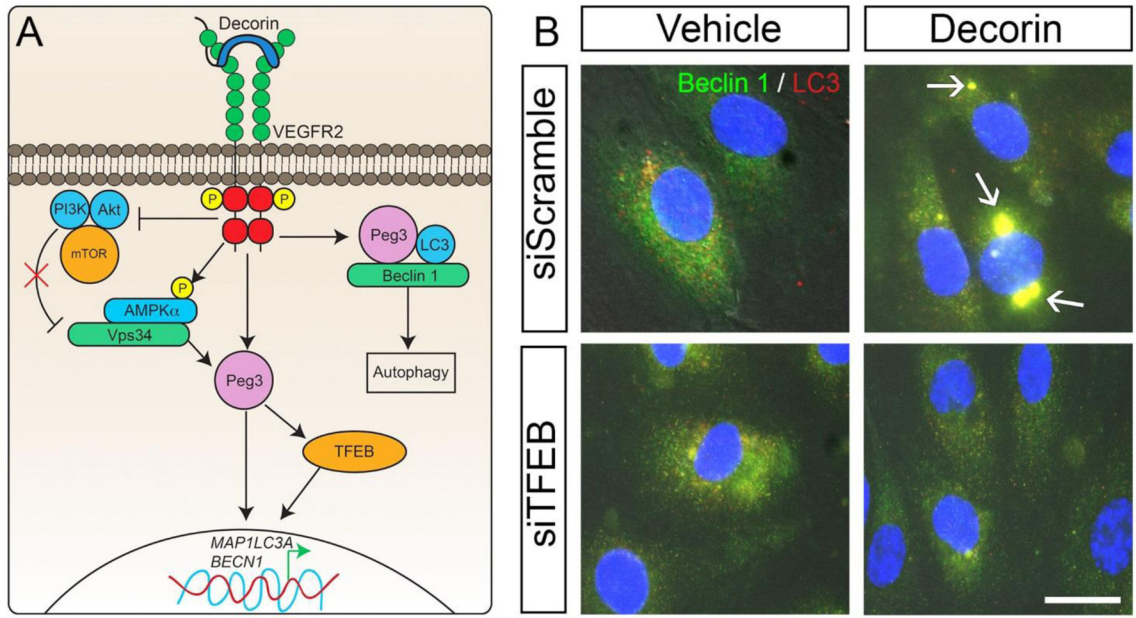 A
Decorin
VEGFR2
P
P
PI3K
Akt
mTOR
Peg3
LC3
Beclin 1
P
AMPKα
Vps34
Autophagy
Peg3
TFEB
MAP1LC3A
BECN1
B
Vehicle
Decorin
siScramble
Beclin 1 / LC3
siTFEB